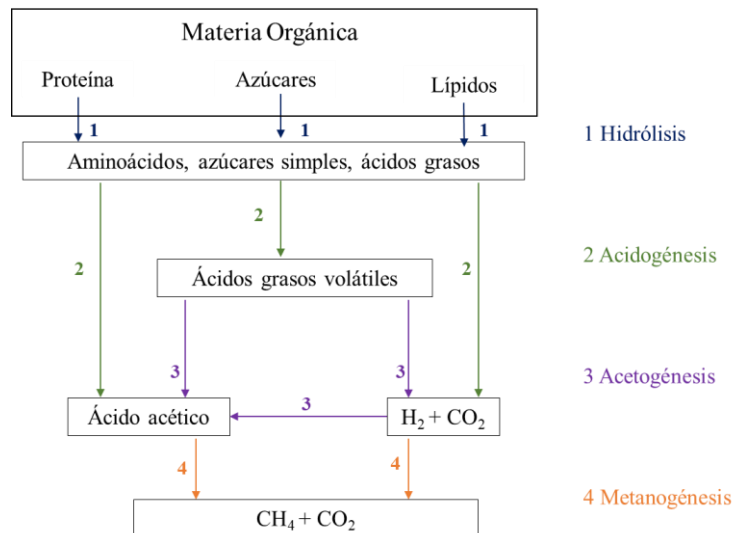 Materia Orgánica
Proteína Azúcares Lípidos
1 1 1
1 Hidrólisis
Aminoácidos, azúcares simples, ácidos grasos
2
2 2
2 Acidogénesis
Ácidos grasos volátiles
3 3
3 Acetogénesis
3
Ácido acético H₂ + CO₂
4 4
4 Metanogénesis
CH₄ + CO₂